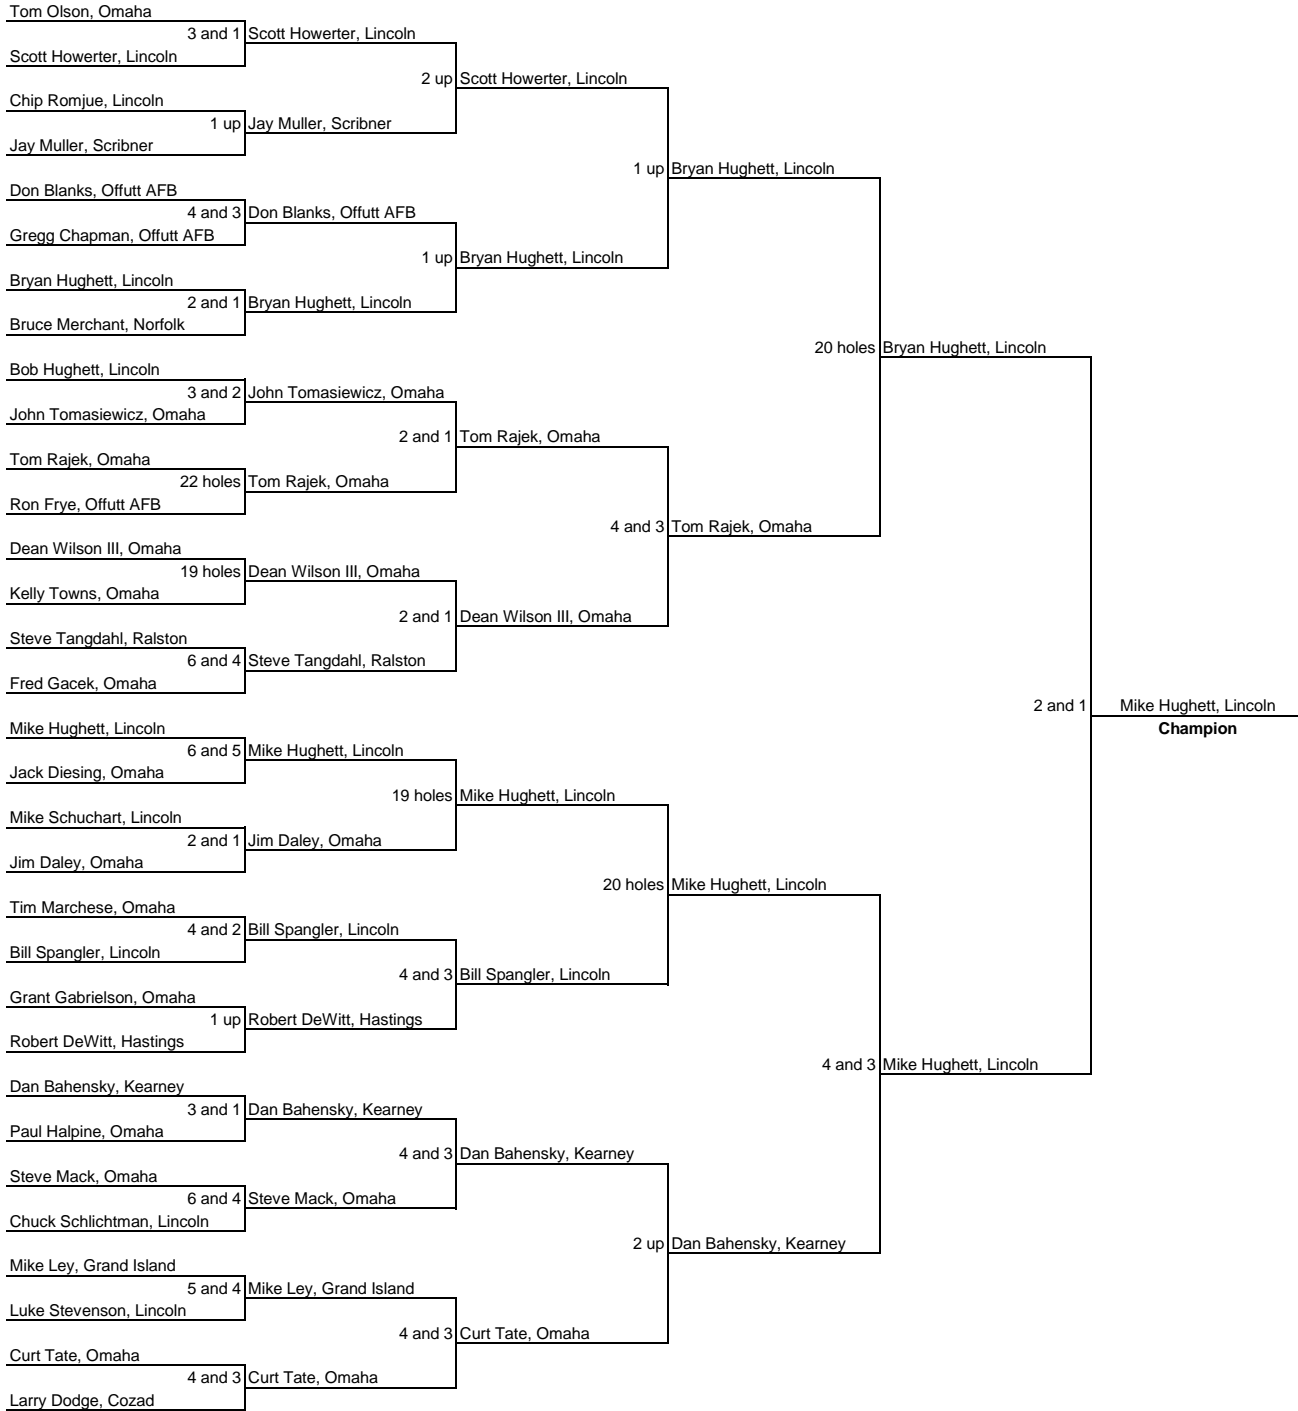 Tom Olson, Omaha
3 and 1 Scott Howerter, Lincoln
Scott Howerter, Lincoln
2 up Scott Howerter, Lincoln
Chip Romjue, Lincoln
1 up Jay Muller, Scribner
Jay Muller, Scribner
1 up Bryan Hughett, Lincoln
Don Blanks, Offutt AFB
4 and 3 Don Blanks, Offutt AFB
Gregg Chapman, Offutt AFB
1 up Bryan Hughett, Lincoln
Bryan Hughett, Lincoln
2 and 1 Bryan Hughett, Lincoln
Bruce Merchant, Norfolk
20 holes Bryan Hughett, Lincoln
Bob Hughett, Lincoln
3 and 2 John Tomasiewicz, Omaha
John Tomasiewicz, Omaha
2 and 1 Tom Rajek, Omaha
Tom Rajek, Omaha
22 holes Tom Rajek, Omaha
Ron Frye, Offutt AFB
4 and 3 Tom Rajek, Omaha
Dean Wilson III, Omaha
19 holes Dean Wilson III, Omaha
Kelly Towns, Omaha
2 and 1 Dean Wilson III, Omaha
Steve Tangdahl, Ralston
6 and 4 Steve Tangdahl, Ralston
Fred Gacek, Omaha
2 and 1 Mike Hughett, Lincoln
Champion
Mike Hughett, Lincoln
6 and 5 Mike Hughett, Lincoln
Jack Diesing, Omaha
19 holes Mike Hughett, Lincoln
Mike Schuchart, Lincoln
2 and 1 Jim Daley, Omaha
Jim Daley, Omaha
20 holes Mike Hughett, Lincoln
Tim Marchese, Omaha
4 and 2 Bill Spangler, Lincoln
Bill Spangler, Lincoln
4 and 3 Bill Spangler, Lincoln
Grant Gabrielson, Omaha
1 up Robert DeWitt, Hastings
Robert DeWitt, Hastings
4 and 3 Mike Hughett, Lincoln
Dan Bahensky, Kearney
3 and 1 Dan Bahensky, Kearney
Paul Halpine, Omaha
4 and 3 Dan Bahensky, Kearney
Steve Mack, Omaha
6 and 4 Steve Mack, Omaha
Chuck Schlichtman, Lincoln
2 up Dan Bahensky, Kearney
Mike Ley, Grand Island
5 and 4 Mike Ley, Grand Island
Luke Stevenson, Lincoln
4 and 3 Curt Tate, Omaha
Curt Tate, Omaha
4 and 3 Curt Tate, Omaha
Larry Dodge, Cozad